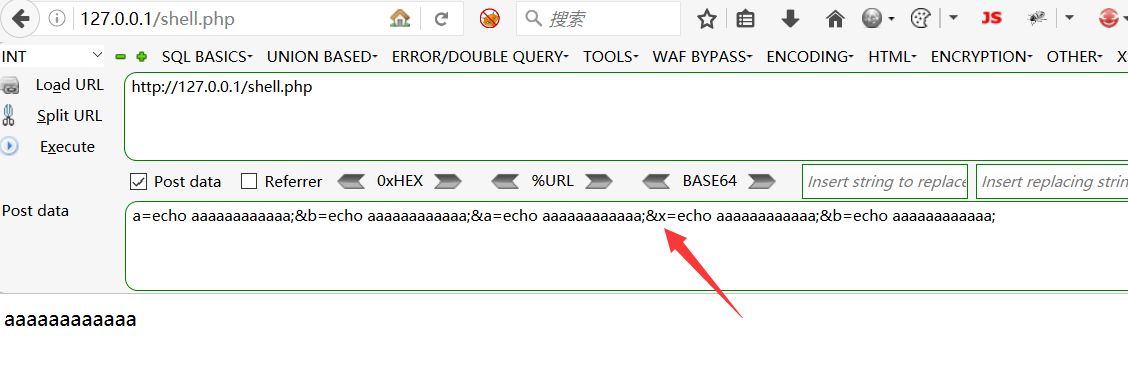 127.0.0.1/shell.php 搜索 JS
INT SQL BASICS UNION BASED ERROR/DOUBLE QUERY TOOLS WAF BYPASS ENCODING HTML ENCRYPTION OTHER X
Load URL http://127.0.0.1/shell.php
Split URL
Execute
Post data Referrer 0xHEX %URL BASE64 Insert string to replace Insert replacing strin
Post data a=echo aaaaaaaaaaaa;&b=echo aaaaaaaaaaaa;&a=echo aaaaaaaaaaaa;&x=echo aaaaaaaaaaaa;&b=echo aaaaaaaaaaaa;
aaaaaaaaaaaa